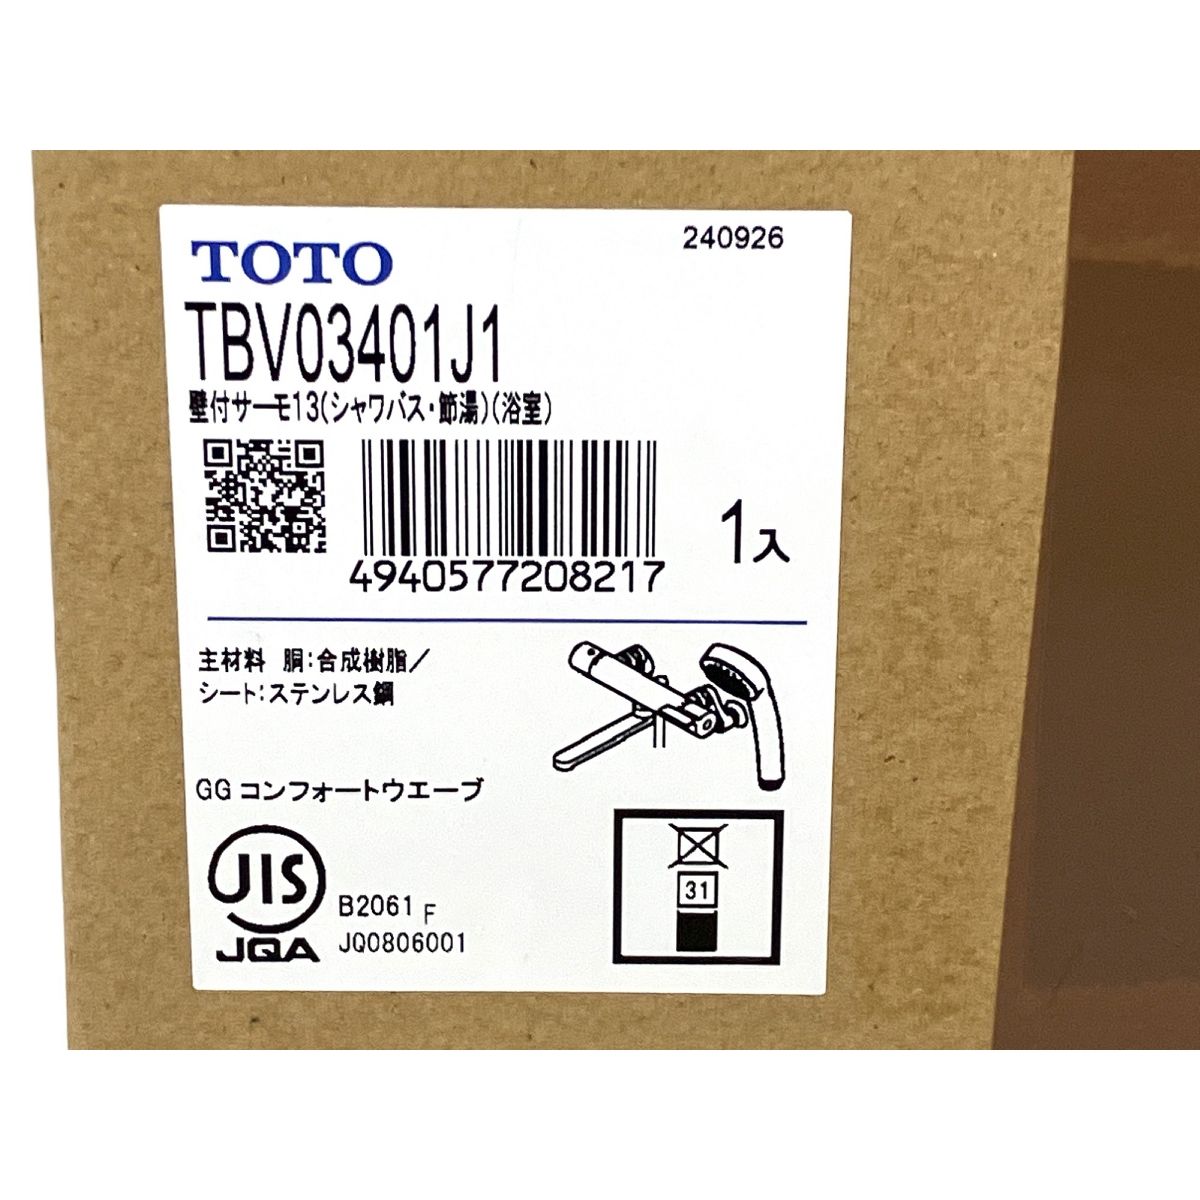 TOTO
240926
TBV03401J1
壁付サーモ13(シャワバス・節湯)(浴室)
4940577208217
1入
主材料 胴:合成樹脂/
シート:ステンレス鋼
GG コンフォートウエーブ
JIS
JQA
B2061 F
JQ0806001
31